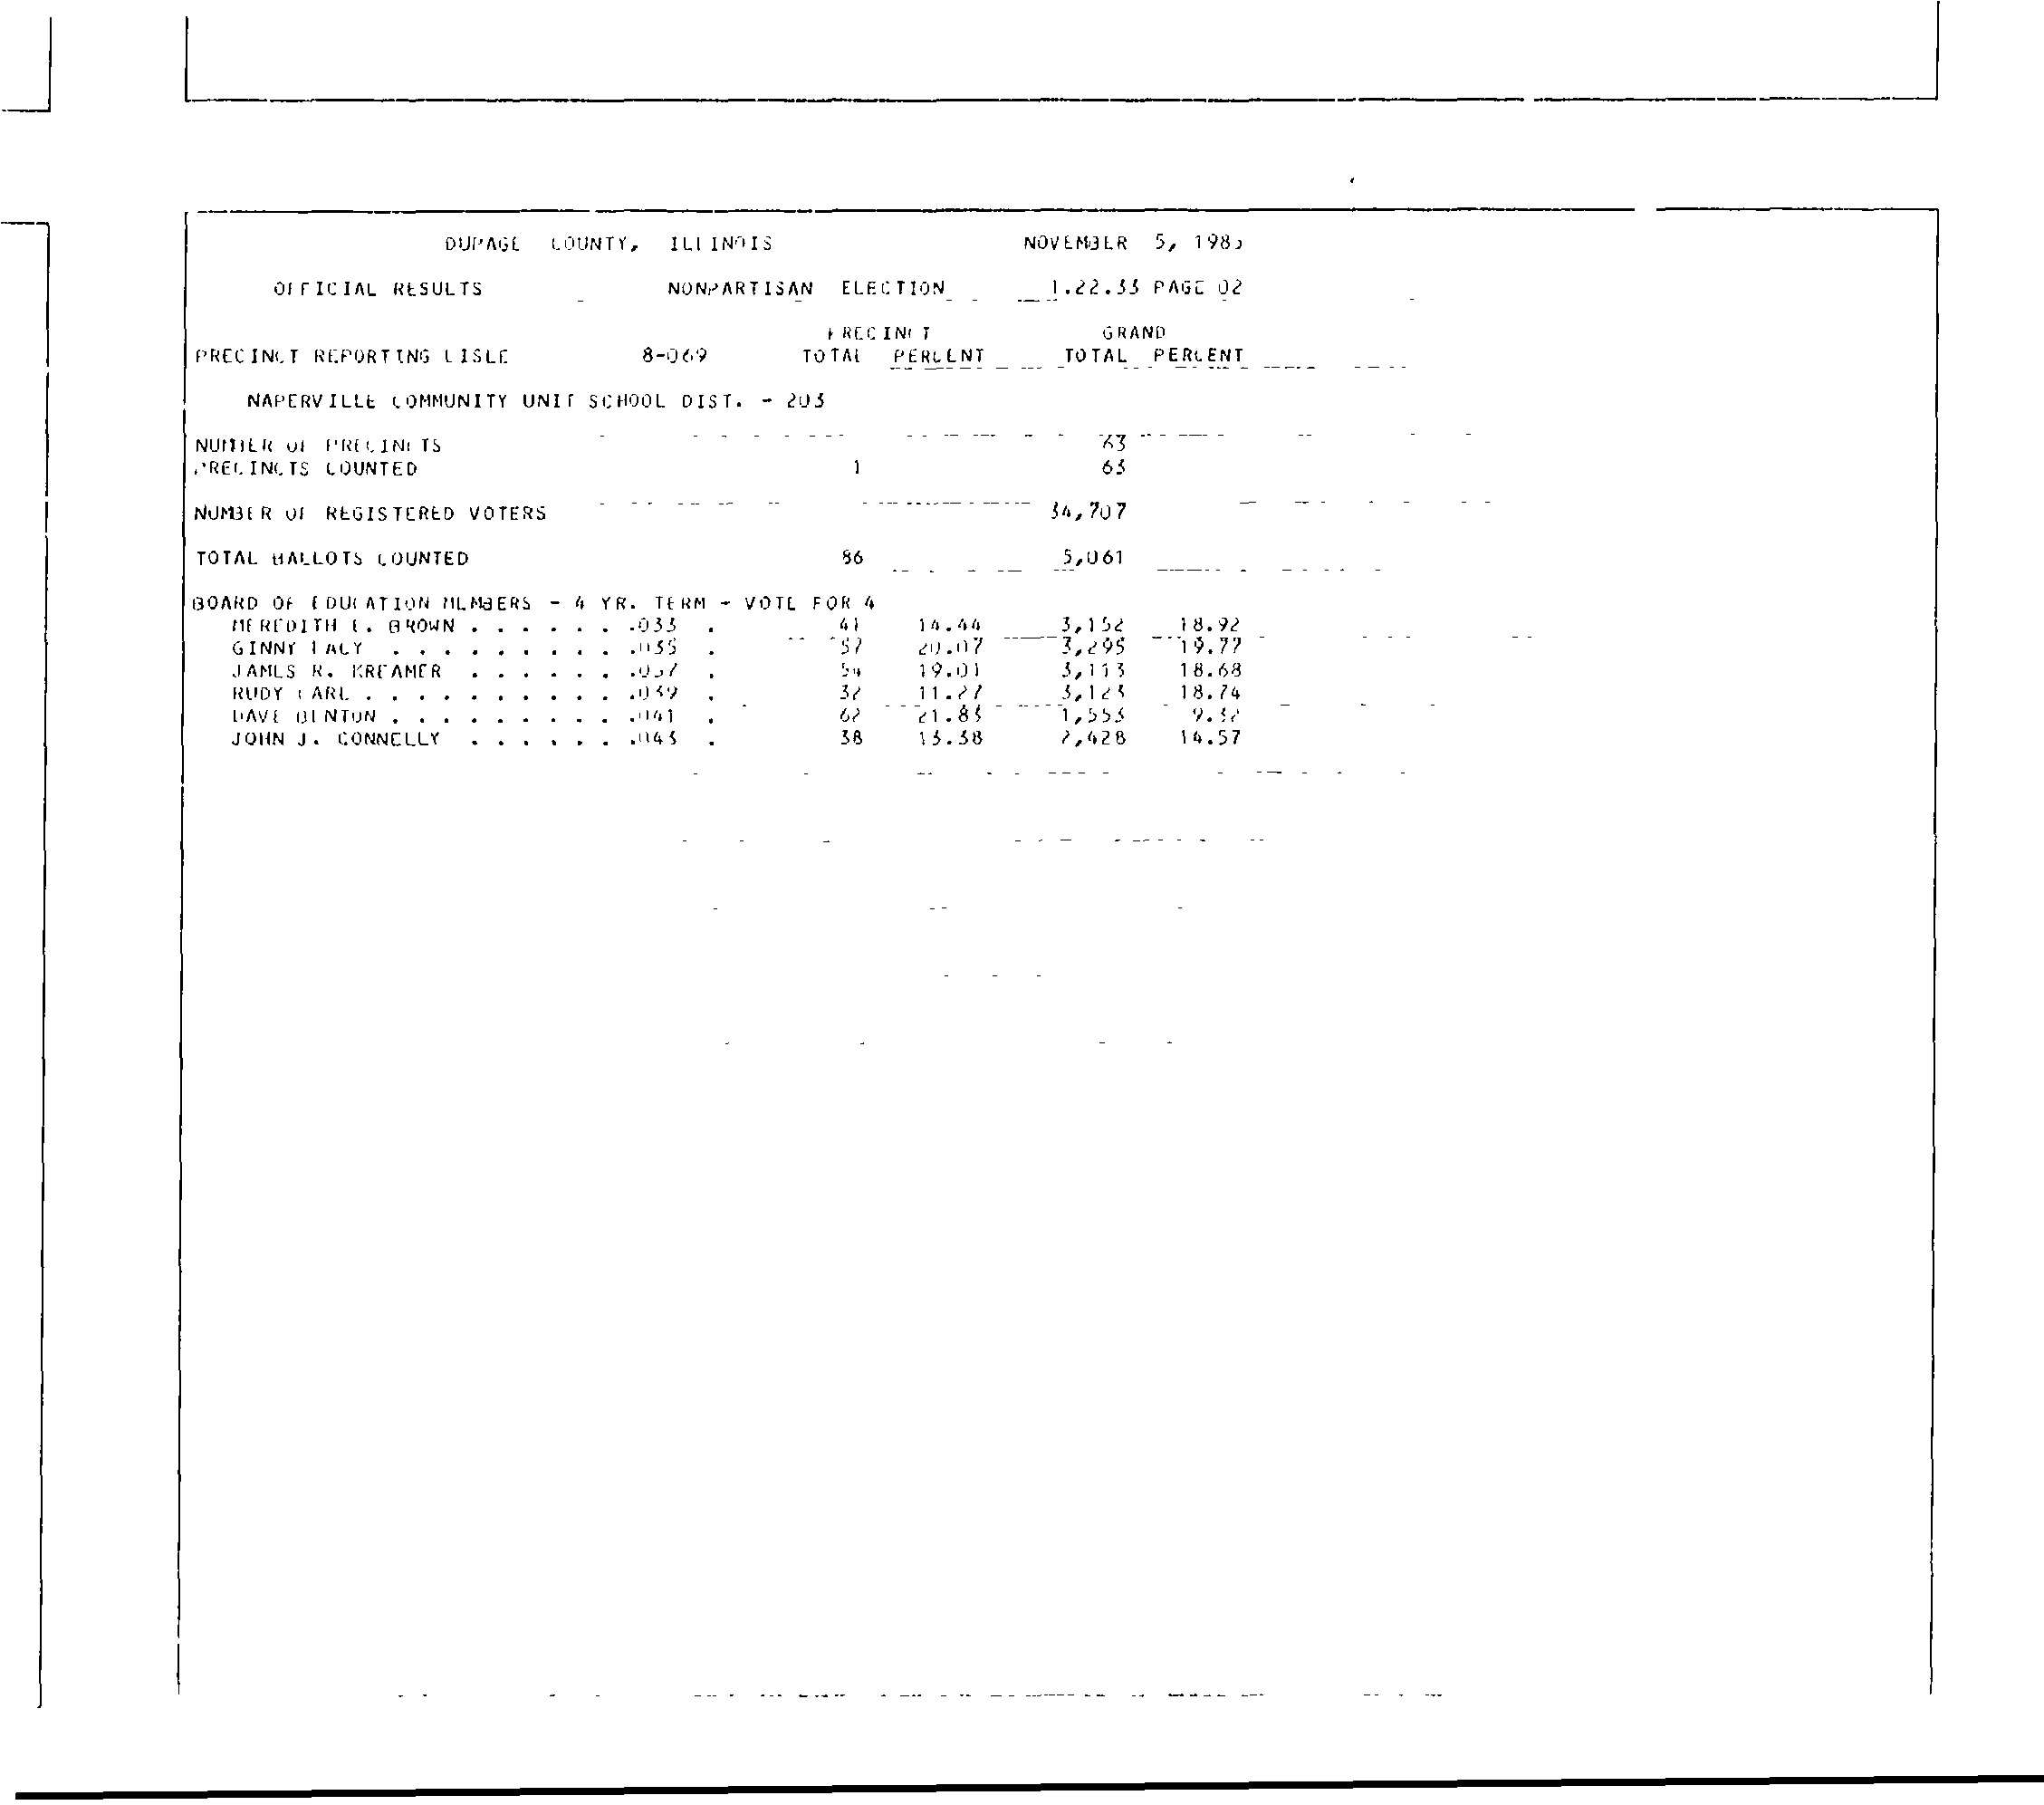 DUPAGE COUNTY, ILLINOIS NOVEMBER 5, 1985
OFFICIAL RESULTS NONPARTISAN ELECTION 1.22.33 PAGE 02
PRECINCT GRAND
PRECINCT REPORTING LISLE 8-069 TOTAL PERCENT TOTAL PERCENT
NAPERVILLE COMMUNITY UNIT SCHOOL DIST. - 203
NUMBER OF PRECINCTS 63
PRECINCTS COUNTED 1 63
NUMBER OF REGISTERED VOTERS 34,707
TOTAL BALLOTS COUNTED 86 5,061
BOARD OF EDUCATION MEMBERS - 4 YR. TERM - VOTE FOR 4
MEREDITH E. BROWN . . . . . . .033 . 41 14.44 3,152 18.92
GINNY LACY . . . . . . . . . .035 . 57 20.07 3,295 19.77
JAMES R. KREAMER . . . . . . .037 . 54 19.01 3,113 18.68
RUDY CARL . . . . . . . . . . .039 . 32 11.27 3,123 18.74
DAVE BENTON . . . . . . . . . .041 . 62 21.83 1,553 9.32
JOHN J. CONNELLY . . . . . . .043 . 38 13.38 2,428 14.57